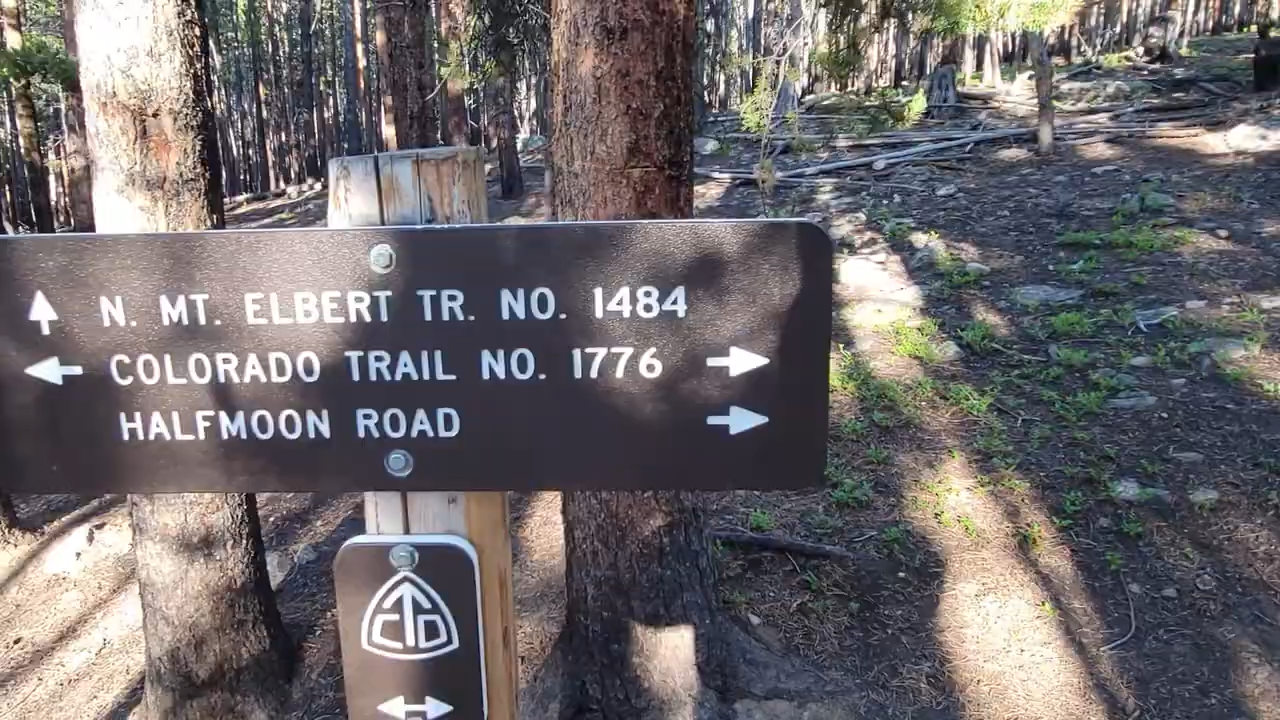 N. MT. ELBERT TR. NO. 1484
COLORADO TRAIL NO. 1776
HALFMOON ROAD
CTD